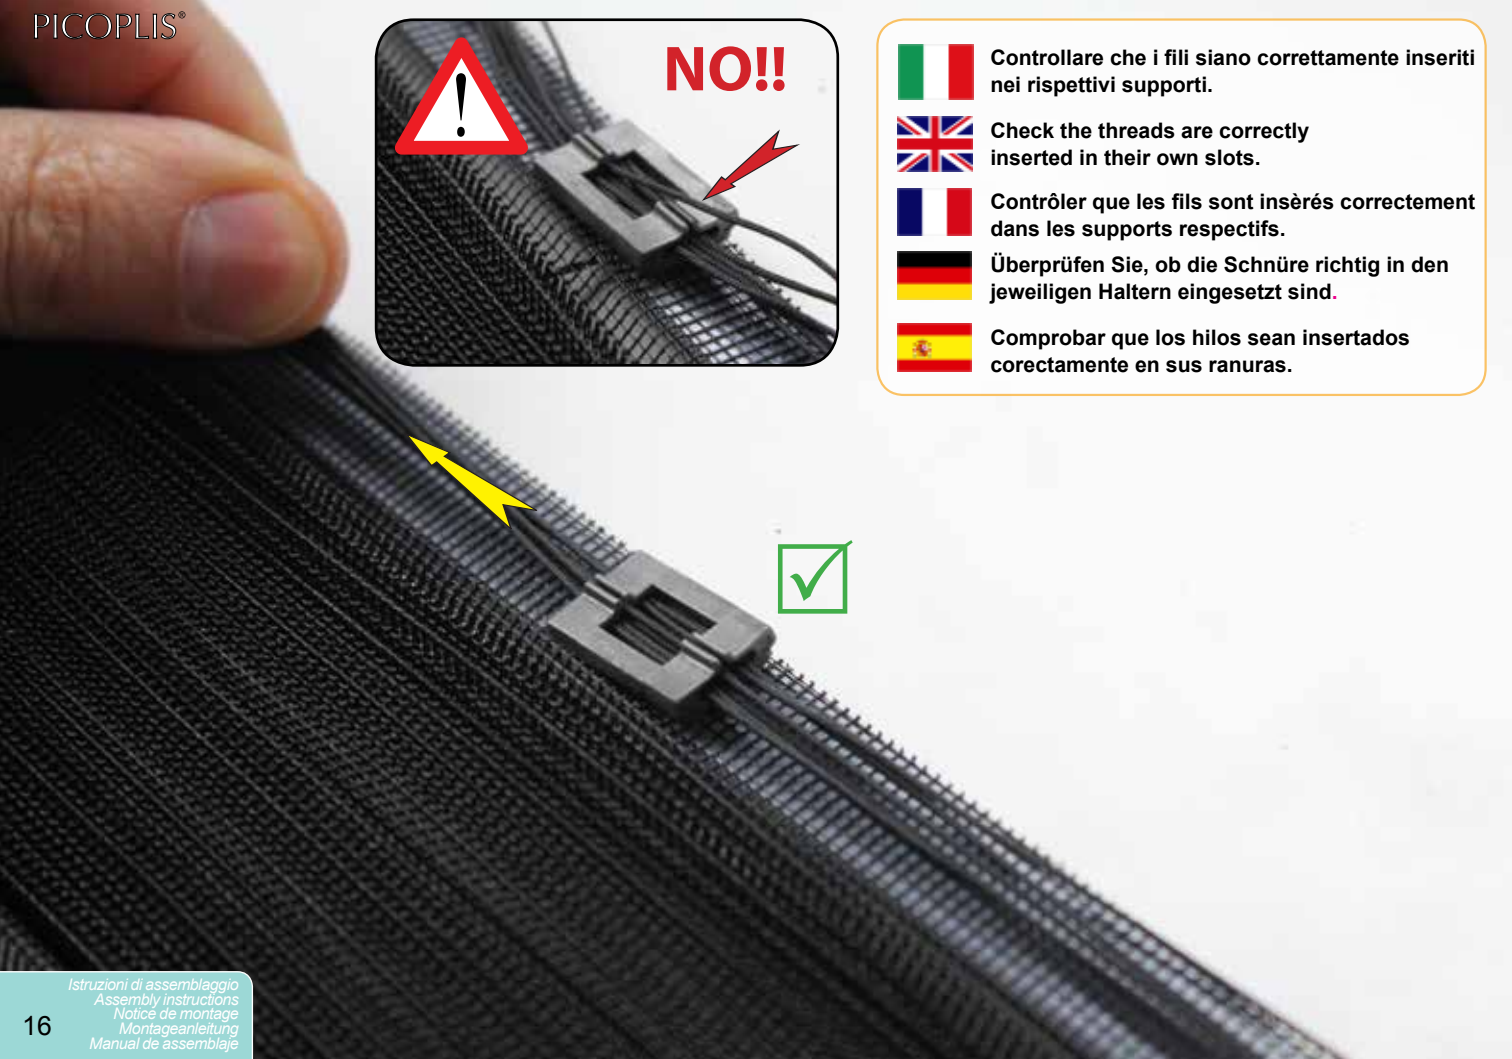 PICOPLIS®
NO!!
Controllare che i fili siano correttamente inseriti
nei rispettivi supporti.
Check the threads are correctly
inserted in their own slots.
Contrôler que les fils sont insèrés correctement
dans les supports respectifs.
Überprüfen Sie, ob die Schnüre richtig in den
jeweiligen Haltern eingesetzt sind.
Comprobar que los hilos sean insertados
corectamente en sus ranuras.
16
Istruzioni di assemblaggio
Assembly instructions
Notice de montage
Montageanleitung
Manual de assemblaje